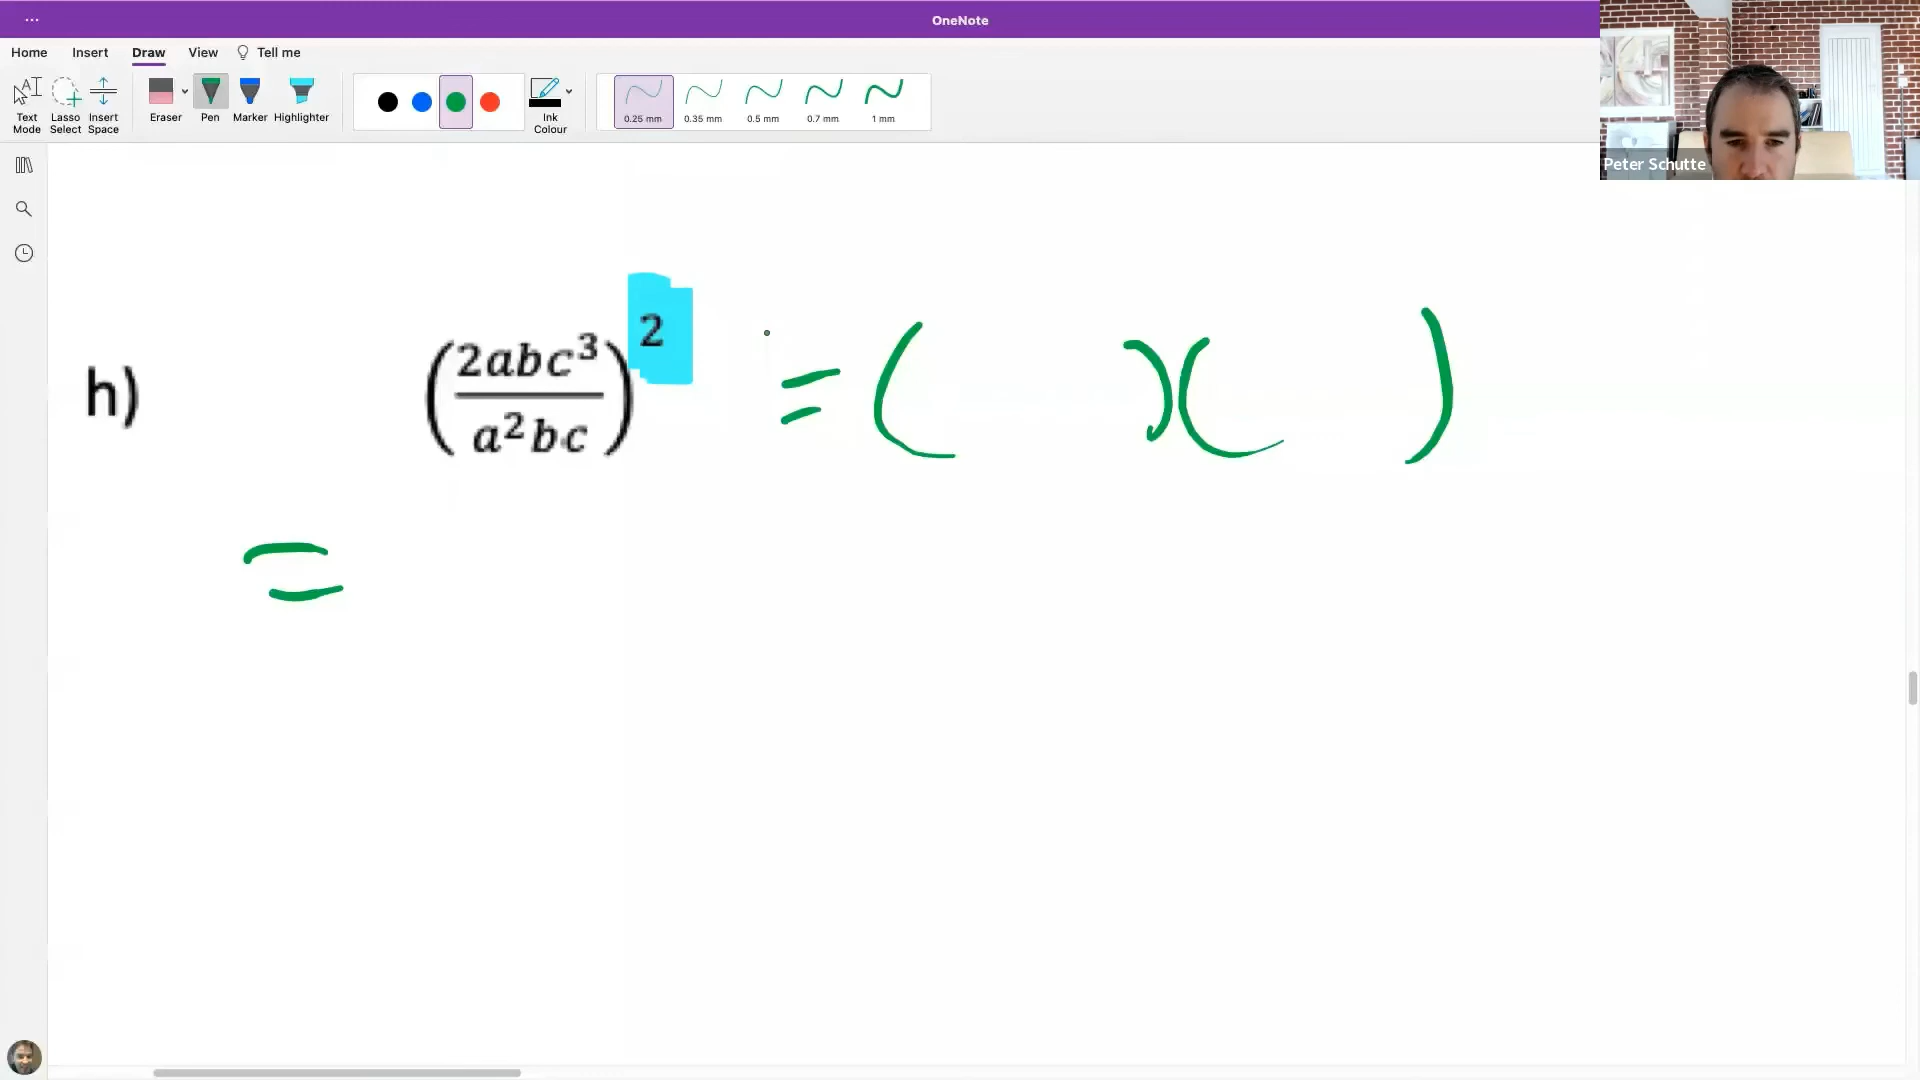 OneNote
Home Insert Draw View Tell me
Text Mode Lasso Select Insert Space Eraser Pen Marker Highlighter Ink Colour 0.25 mm 0.35 mm 0.5 mm 0.7 mm 1 mm
Peter Schutte
h) (2abc³/a²bc)² = ( )( )
=